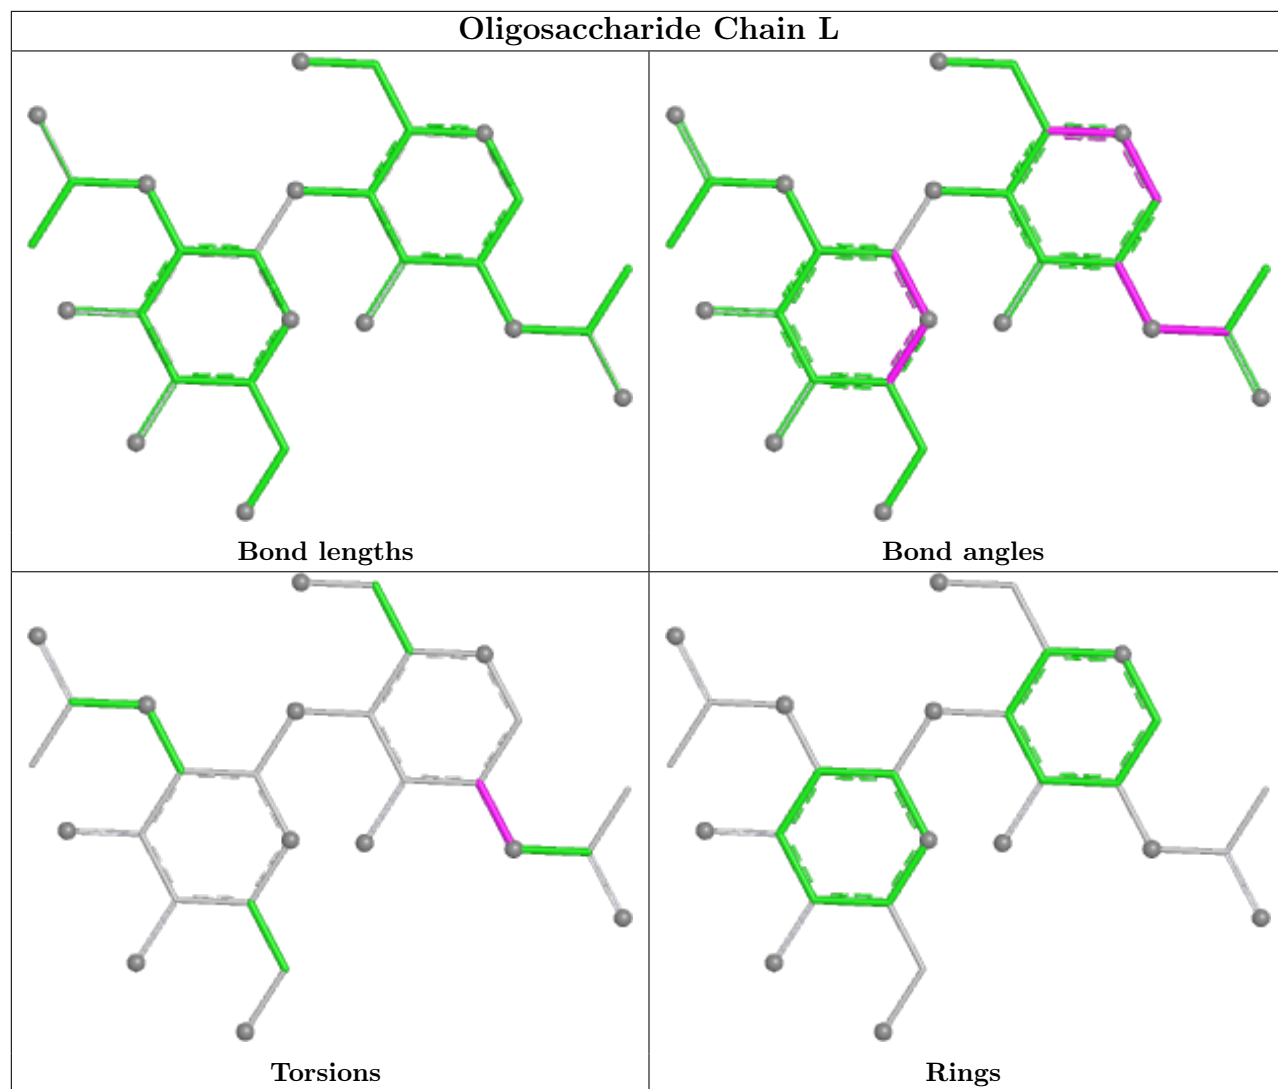 Oligosaccharide Chain L
Bond lengths
Bond angles
Torsions
Rings